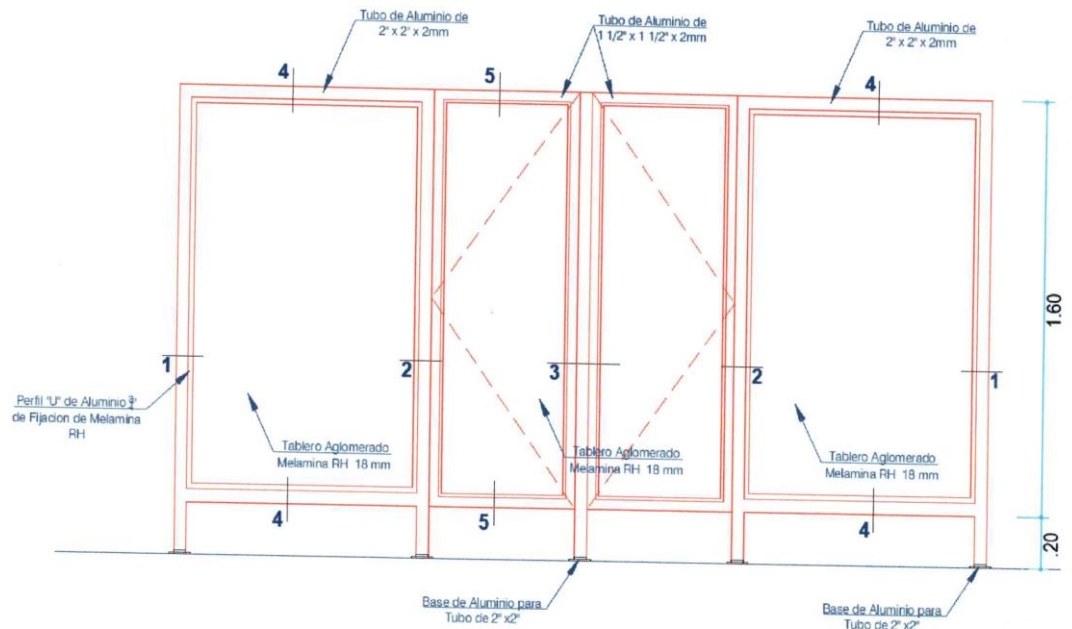 Tubo de Aluminio de
2" x 2" x 2mm
Tubo de Aluminio de
1 1/2" x 1 1/2" x 2mm
Tubo de Aluminio de
2" x 2" x 2mm
4
5
4
1.60
1
2
3
2
1
Perfil "U" de Aluminio
de Fijacion de Melamina
RH
Tablero Aglomerado
Melamina RH 18 mm
Tablero Aglomerado
Melamina RH 18 mm
Tablero Aglomerado
Melamina RH 18 mm
4
5
4
.20
Base de Aluminio para
Tubo de 2" x2"
Base de Aluminio para
Tubo de 2" x2"